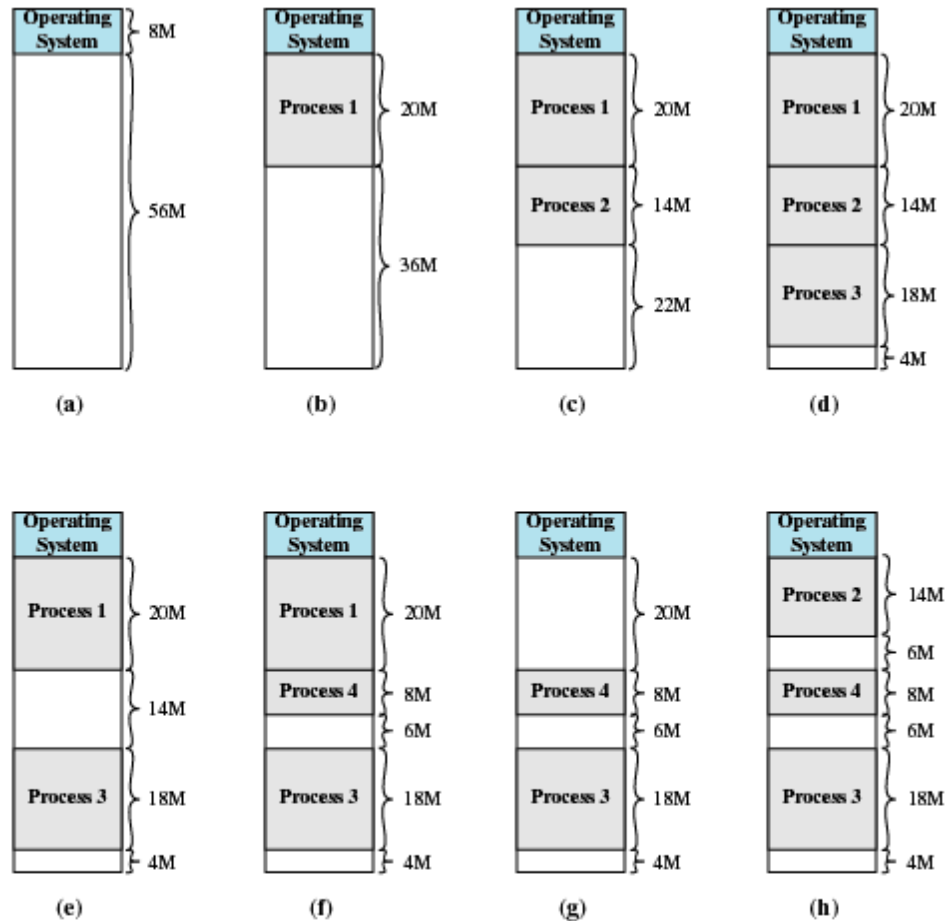 Operating
System
8M
56M
(a)
Operating
System
Process 1
20M
36M
(b)
Operating
System
Process 1
20M
Process 2
14M
22M
(c)
Operating
System
Process 1
20M
Process 2
14M
Process 3
18M
4M
(d)
Operating
System
Process 1
20M
14M
Process 3
18M
4M
(e)
Operating
System
Process 1
20M
Process 4
8M
6M
Process 3
18M
4M
(f)
Operating
System
20M
Process 4
8M
6M
Process 3
18M
4M
(g)
Operating
System
Process 2
14M
6M
Process 4
8M
6M
Process 3
18M
4M
(h)